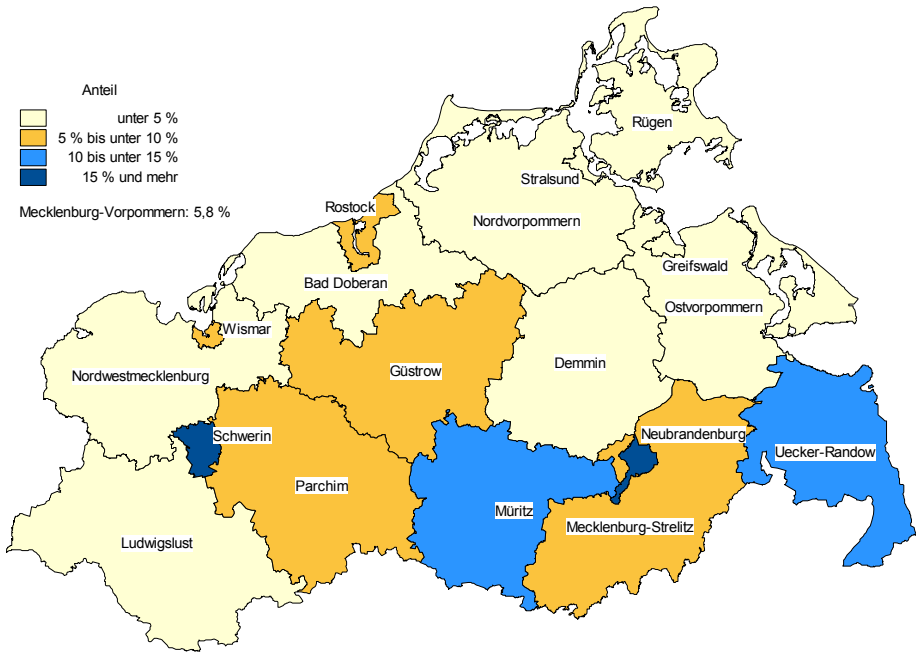 Anteil
unter 5 %
5 % bis unter 10 %
10 bis unter 15 %
15 % und mehr
Mecklenburg-Vorpommern: 5,8 %
Rügen
Stralsund
Rostock
Nordvorpommern
Greifswald
Bad Doberan
Ostvorpommern
Wismar
Demmin
Güstrow
Nordwestmecklenburg
Schwerin
Neubrandenburg
Uecker-Randow
Parchim
Müritz
Mecklenburg-Strelitz
Ludwigslust